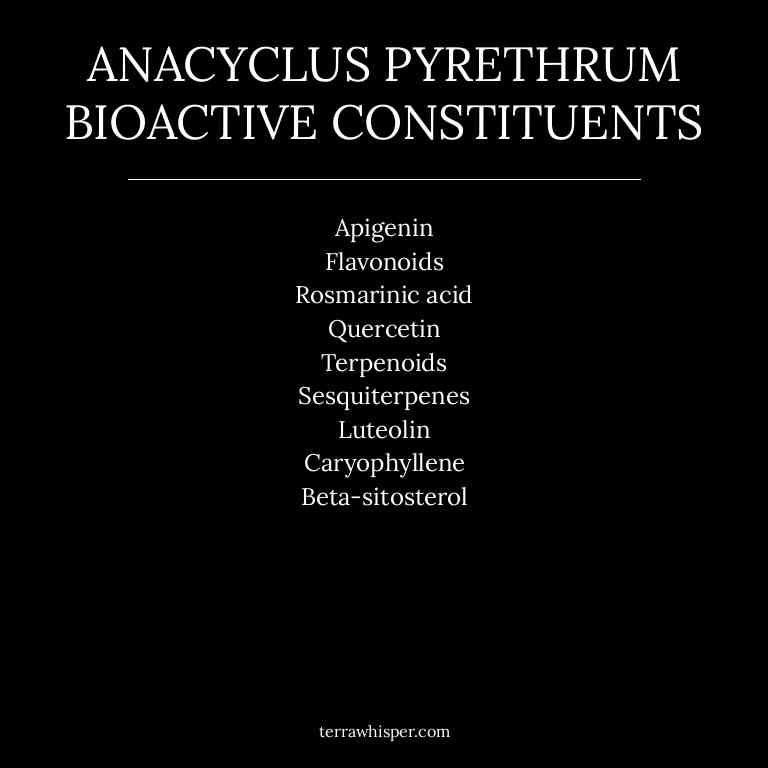 ANACYCLUS PYRETHRUM
BIOACTIVE CONSTITUENTS
Apigenin
Flavonoids
Rosmarinic acid
Quercetin
Terpenoids
Sesquiterpenes
Luteolin
Caryophyllene
Beta-sitosterol
terrawhisper.com